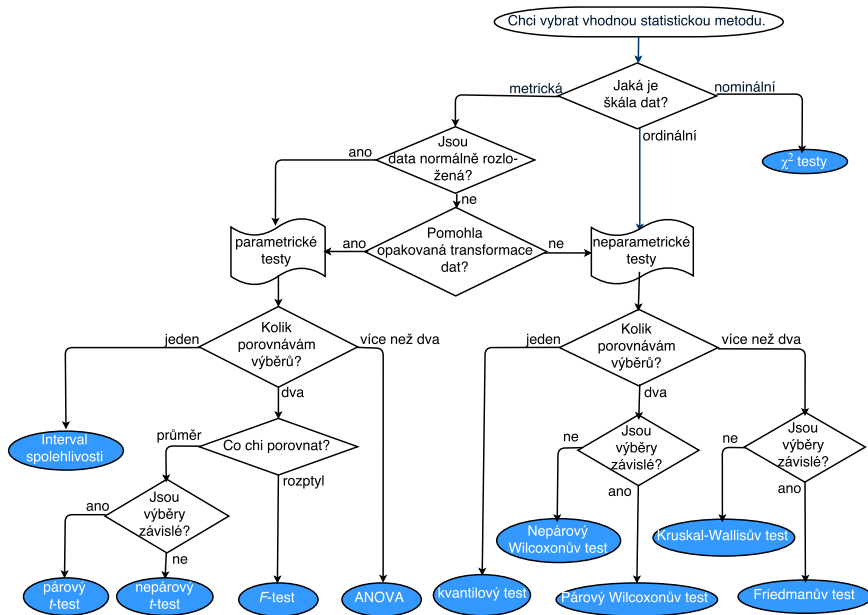 Chci vybrat vhodnou statistickou metodu.
Jaká je
škála dat?
metrická
nominální
ordinální
χ² testy
Jsou
data normálně rozlo-
žená?
ano
ne
Pomohla
opakovaná transformace
dat?
ano
ne
parametrické
testy
neparametrické
testy
Kolik
porovnávám
výběrů?
jeden
více než dva
dva
Kolik
porovnávám
výběrů?
jeden
více než dva
dva
Interval
spolehlivosti
Co chi porovnat?
průměr
rozptyl
Jsou
výběry
závislé?
ne
ano
Jsou
výběry
závislé?
ne
ano
Jsou
výběry
závislé?
ano
ne
Nepárový
Wilcoxonův test
Kruskal-Wallisův test
párový
t-test
nepárový
t-test
F-test
ANOVA
kvantilový test
Párový Wilcoxonův test
Friedmanův test